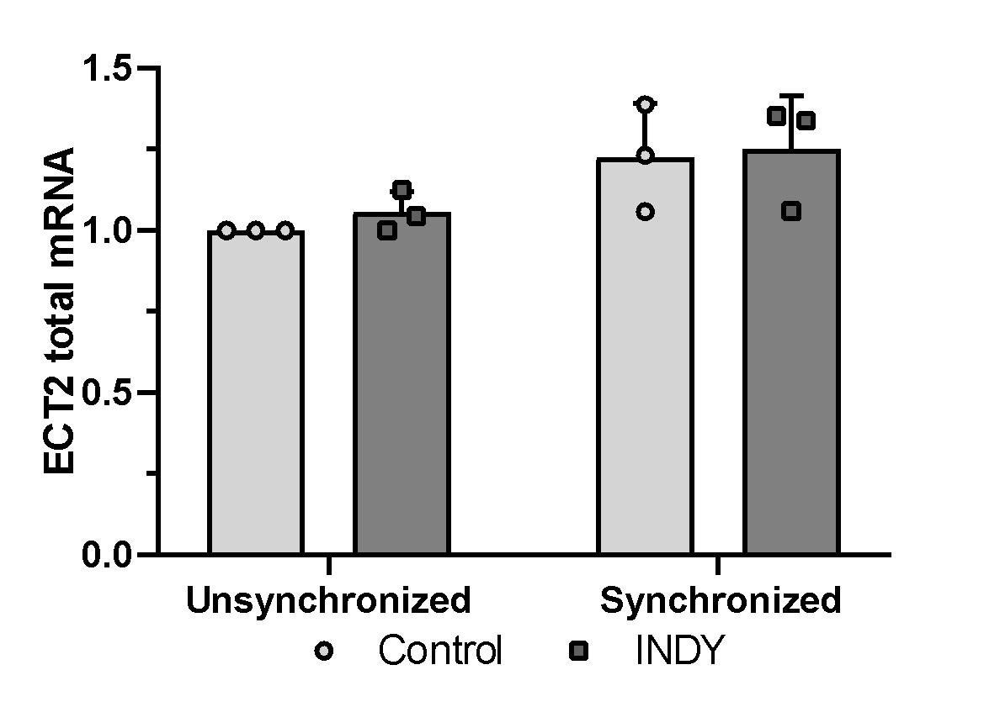 ECT2 total mRNA
1.5
1.0
0.5
0.0
Unsynchronized Synchronized
Control INDY